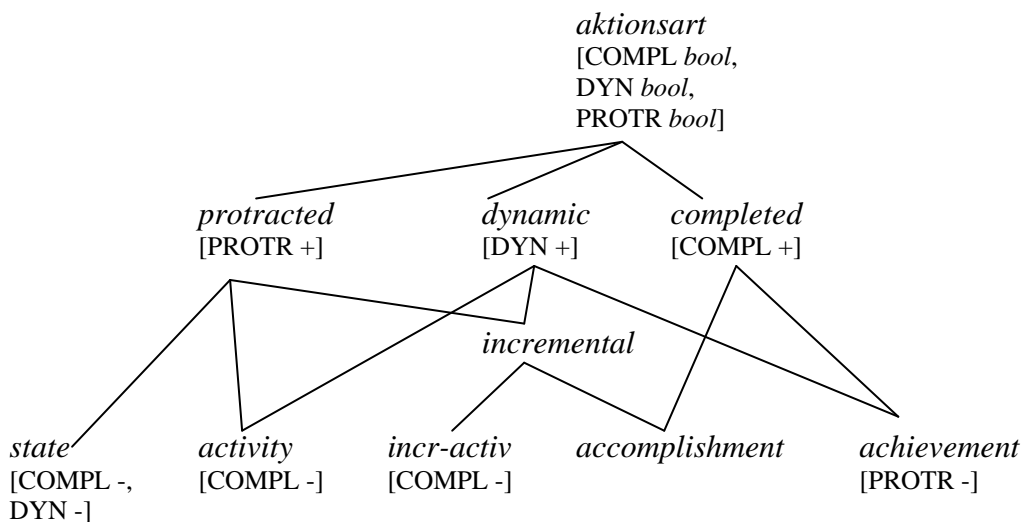 aktionsart
[COMPL bool,
DYN bool,
PROTR bool]
protracted
[PROTR +]
dynamic
[DYN +]
completed
[COMPL +]
incremental
state
[COMPL -,
DYN -]
activity
[COMPL -]
incr-activ
[COMPL -]
accomplishment
achievement
[PROTR -]